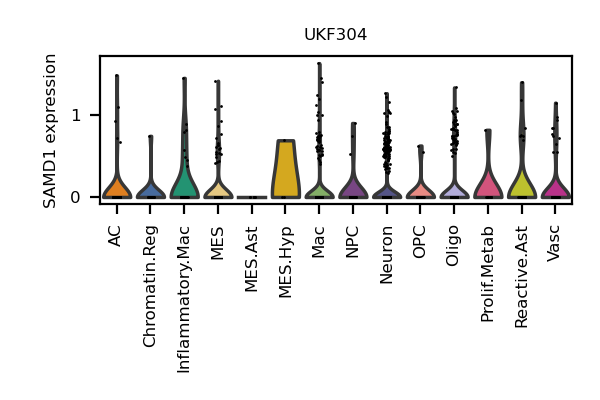 UKF304
SAMD1 expression
1
0
AC
Chromatin.Reg
Inflammatory.Mac
MES
MES.Ast
MES.Hyp
Mac
NPC
Neuron
OPC
Oligo
Prolif.Metab
Reactive.Ast
Vasc